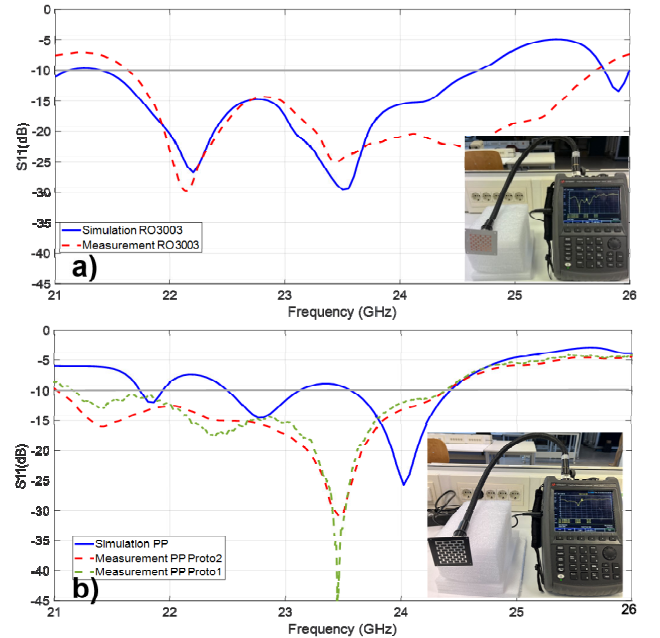 0
-5
-10
-15
-20
-25
-30
-35
-40
-45
S11(dB)
Simulation RO3003
Measurement RO3003
a)
21
22
23
24
25
26
Frequency (GHz)
0
-5
-10
-15
-20
-25
-30
-35
-40
-45
S11(dB)
Simulation PP
Measurement PP Proto2
Measurement PP Proto1
b)
21
22
23
24
25
26
Frequency (GHz)